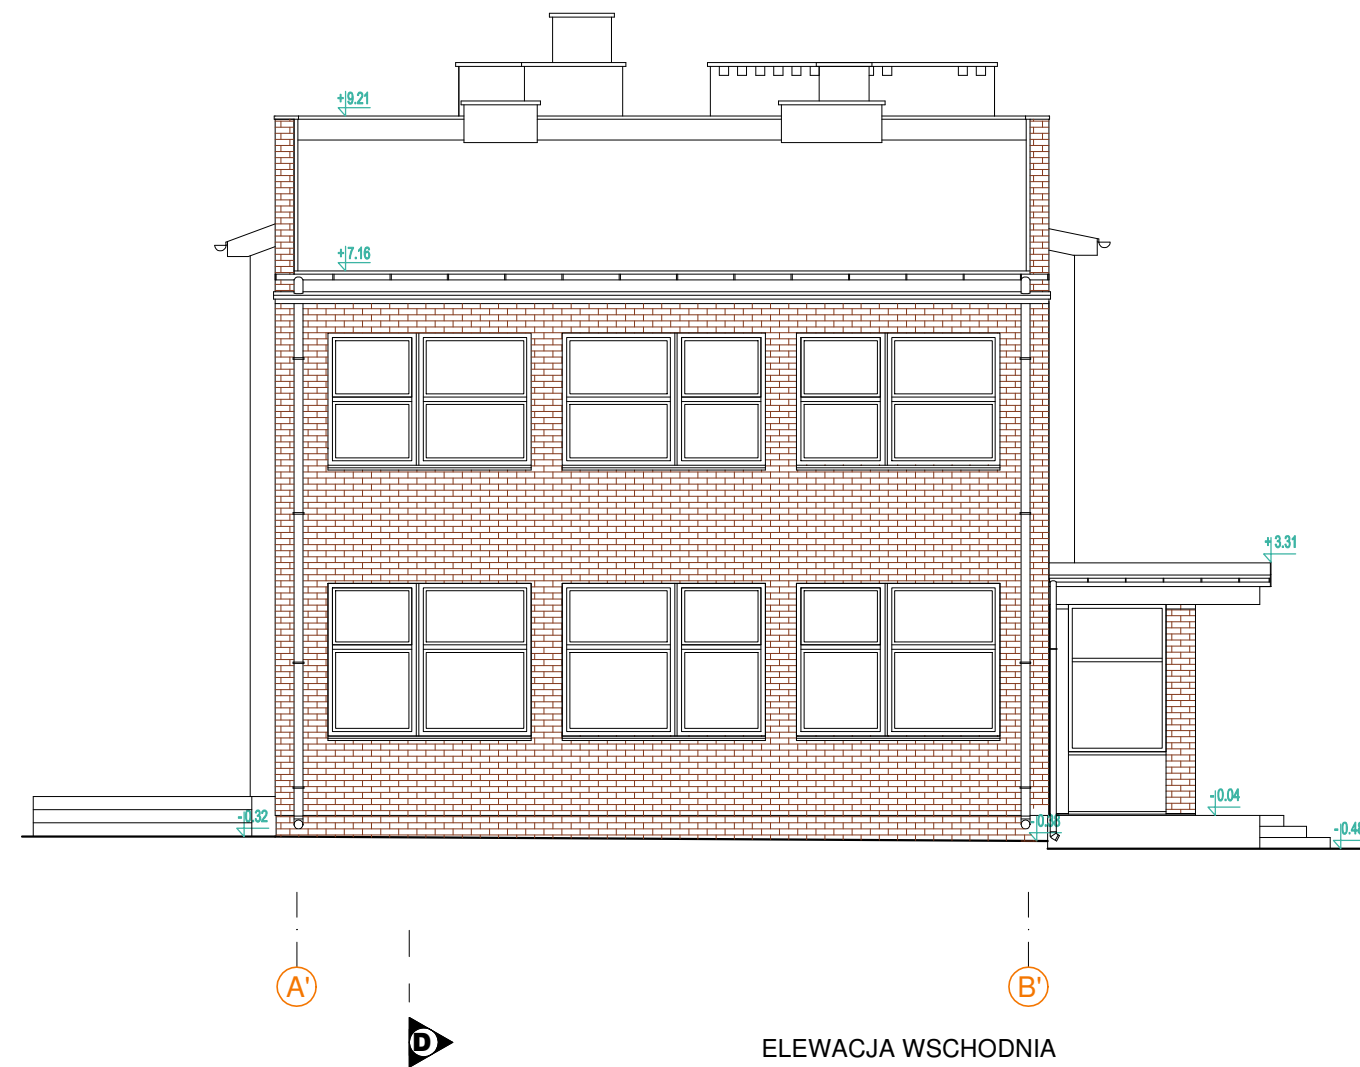 +9.21
+7.16
+3.31
-0.32
-0.04
A'
B'
D
ELEWACJA WSCHODNIA